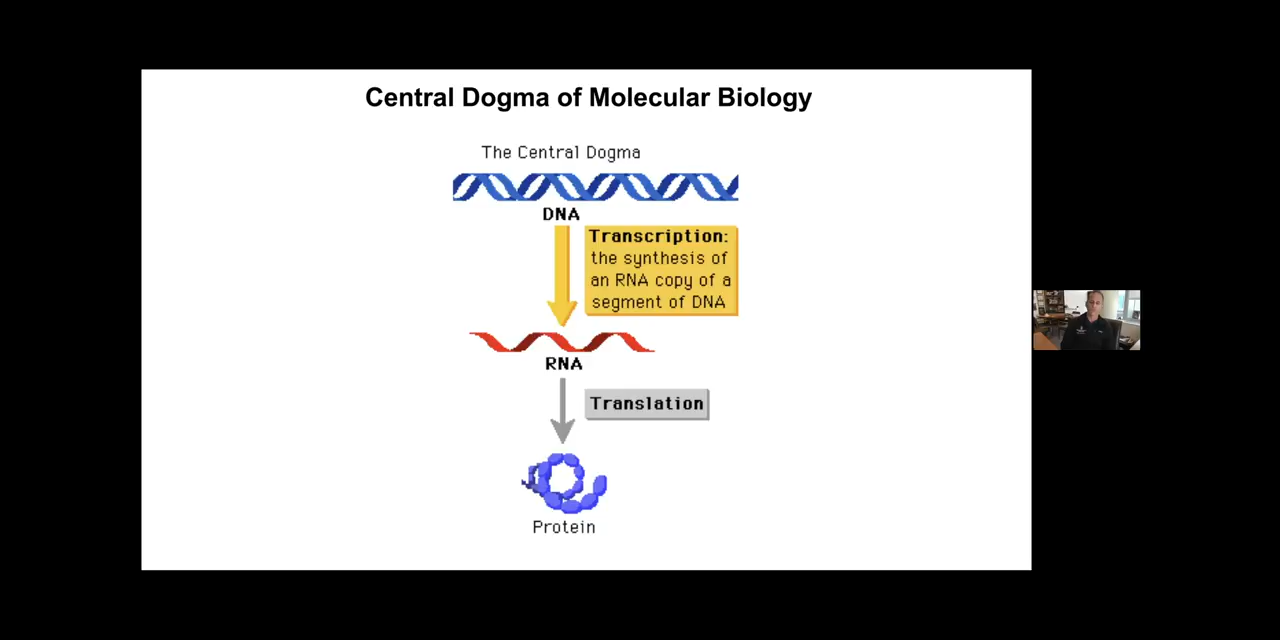 Central Dogma of Molecular Biology
The Central Dogma
DNA
Transcription:
the synthesis of
an RNA copy of a
segment of DNA
RNA
Translation
Protein